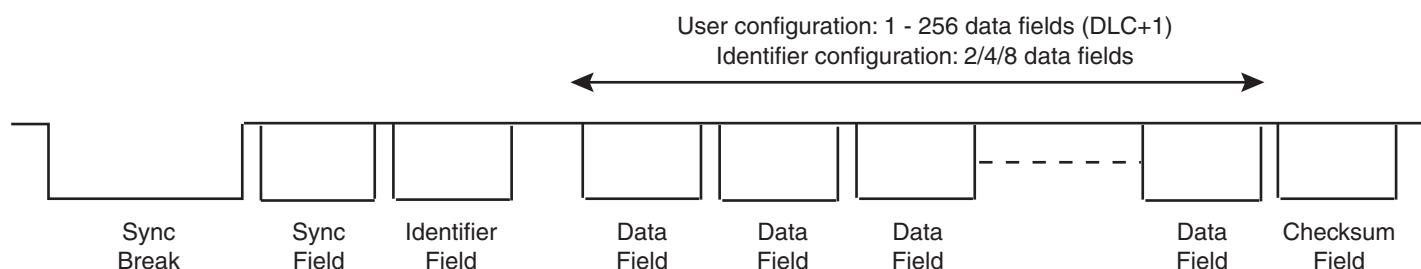 User configuration: 1 - 256 data fields (DLC+1)
Identifier configuration: 2/4/8 data fields
Sync
Break
Sync
Field
Identifier
Field
Data
Field
Data
Field
Data
Field
Data
Field
Checksum
Field